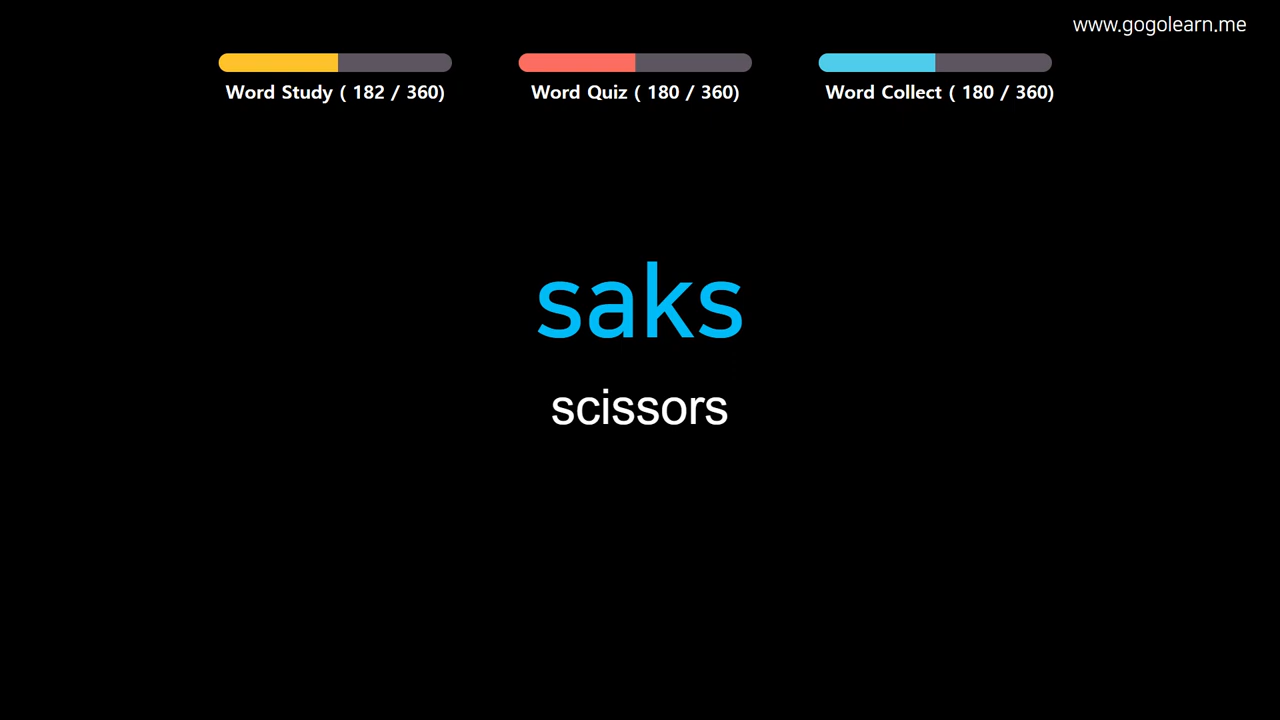 www.gogolearn.me
Word Study ( 182 / 360)
Word Quiz ( 180 / 360)
Word Collect ( 180 / 360)
saks
scissors